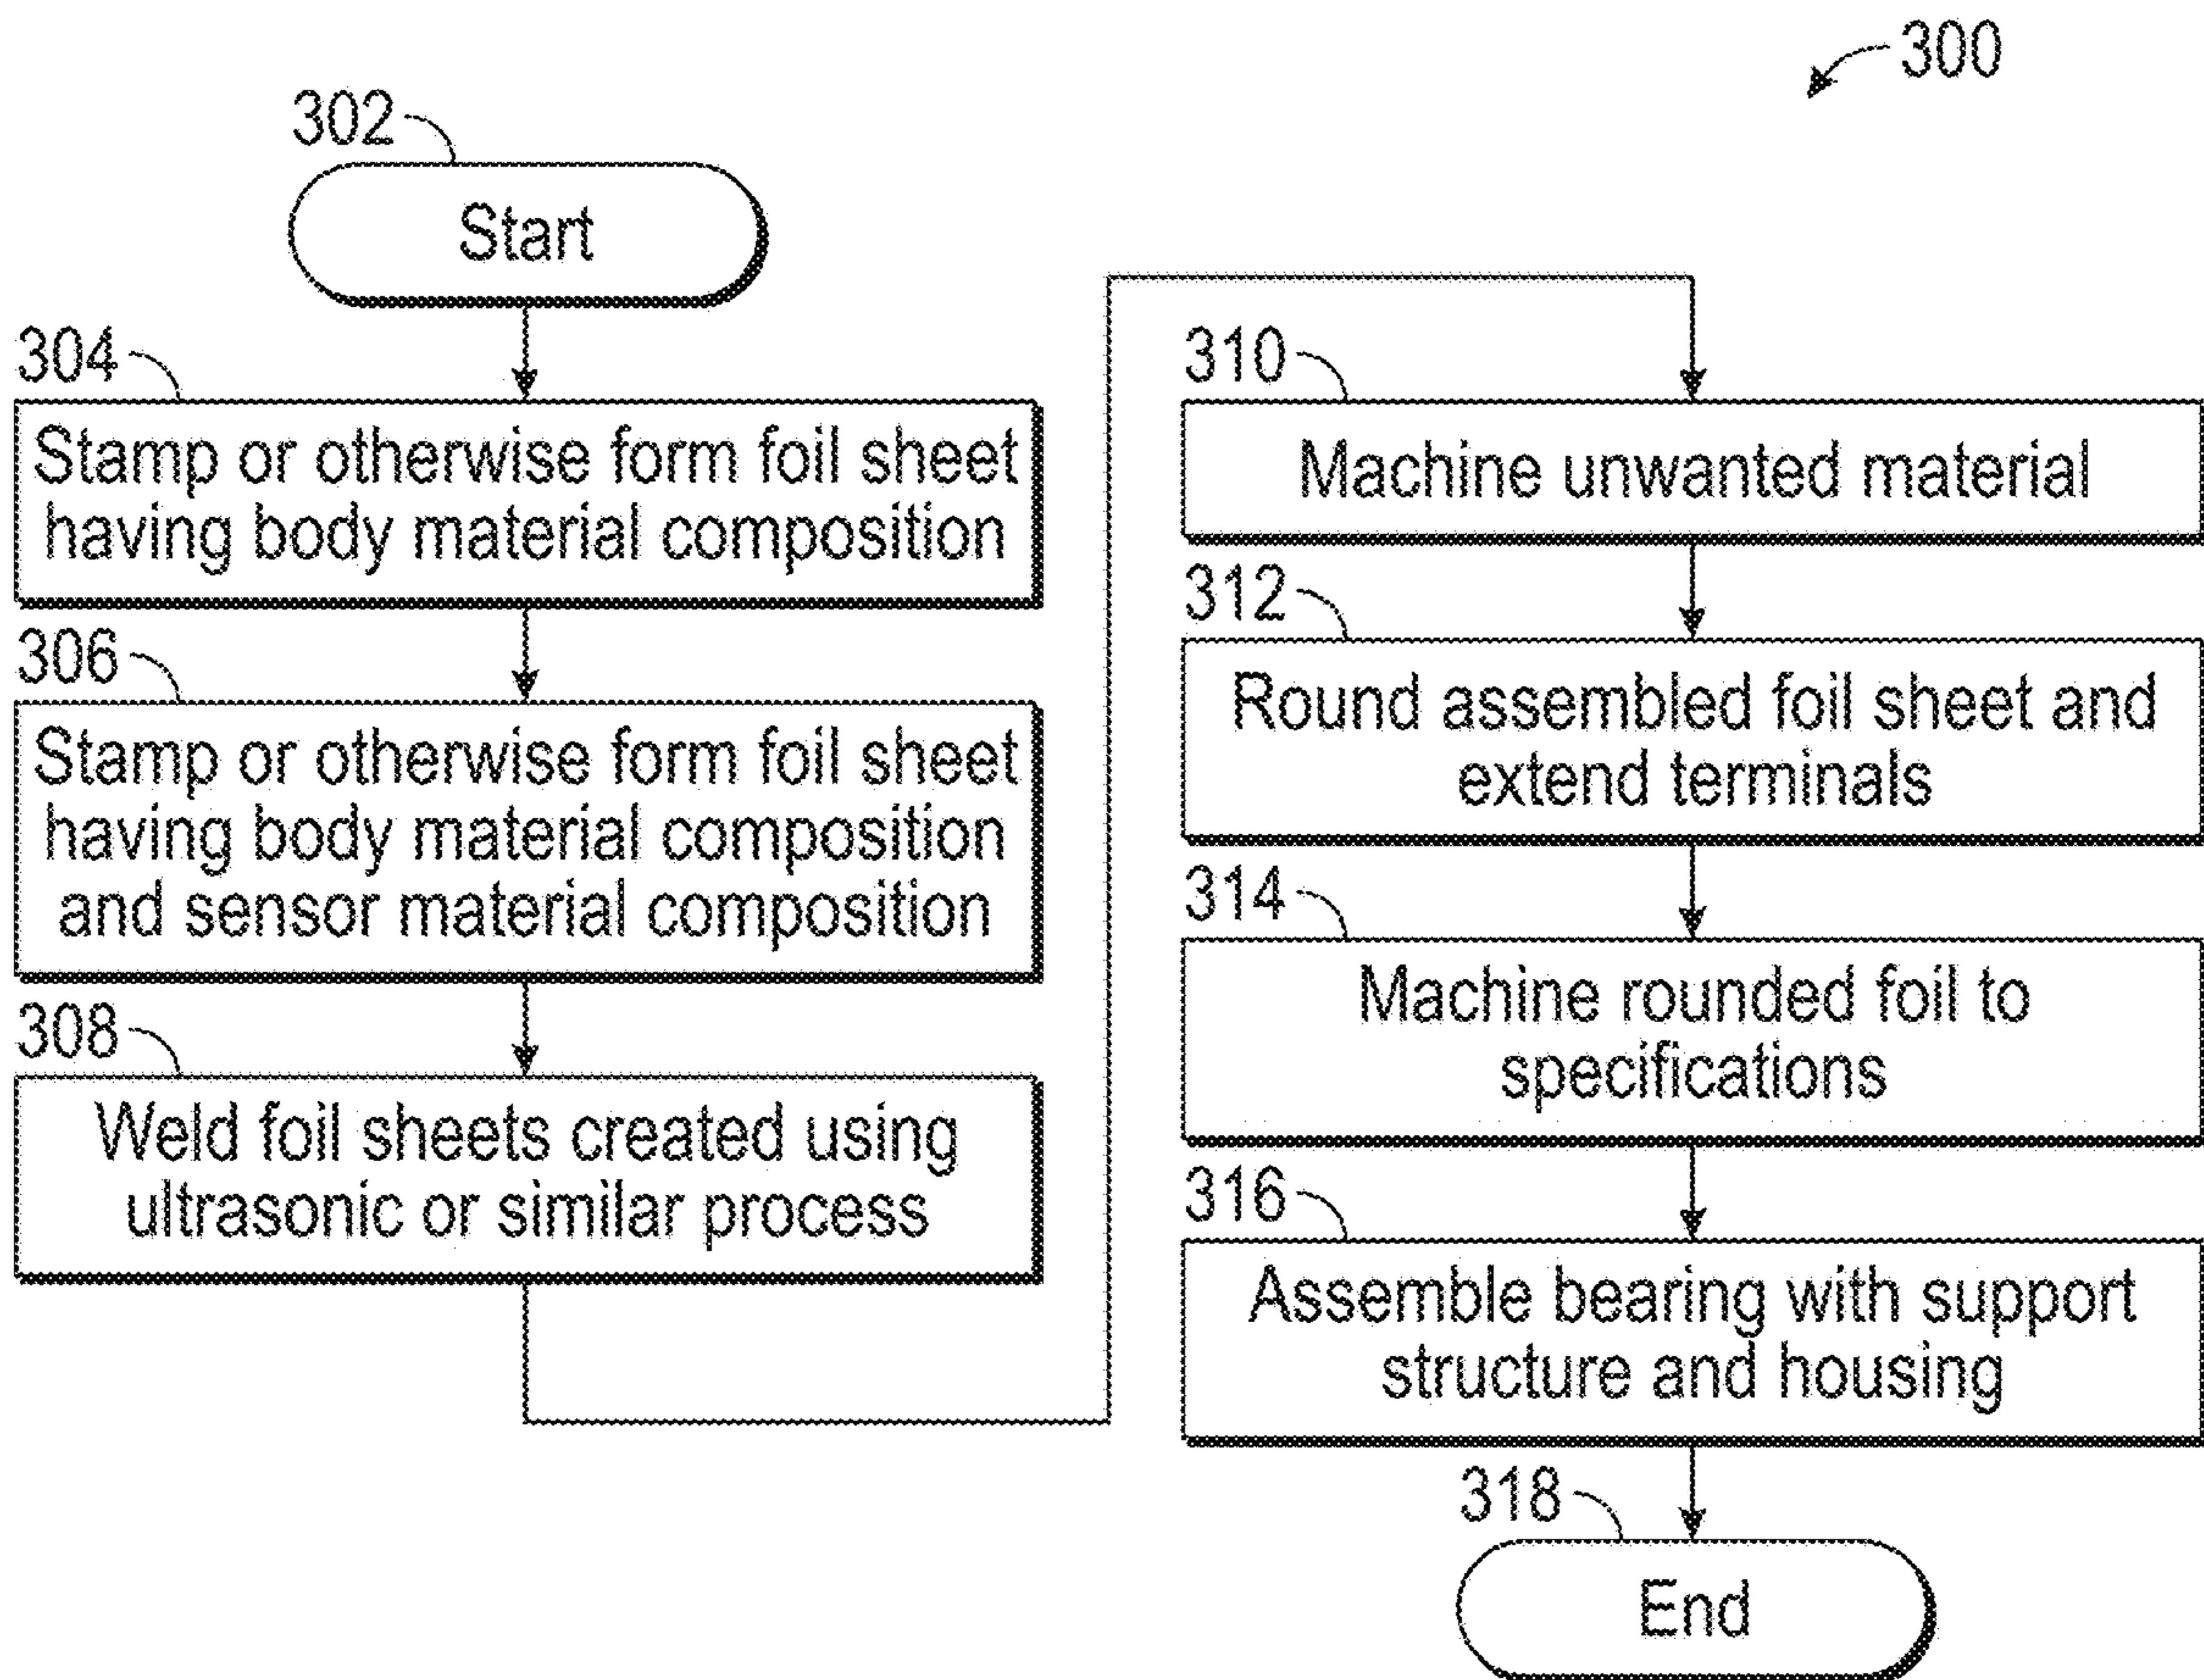 300
302
Start
304
Stamp or otherwise form foil sheet
having body material composition
306
Stamp or otherwise form foil sheet
having body material composition
and sensor material composition
308
Weld foil sheets created using
ultrasonic or similar process
310
Machine unwanted material
312
Round assembled foil sheet and
extend terminals
314
Machine rounded foil to
specifications
316
Assemble bearing with support
structure and housing
318
End